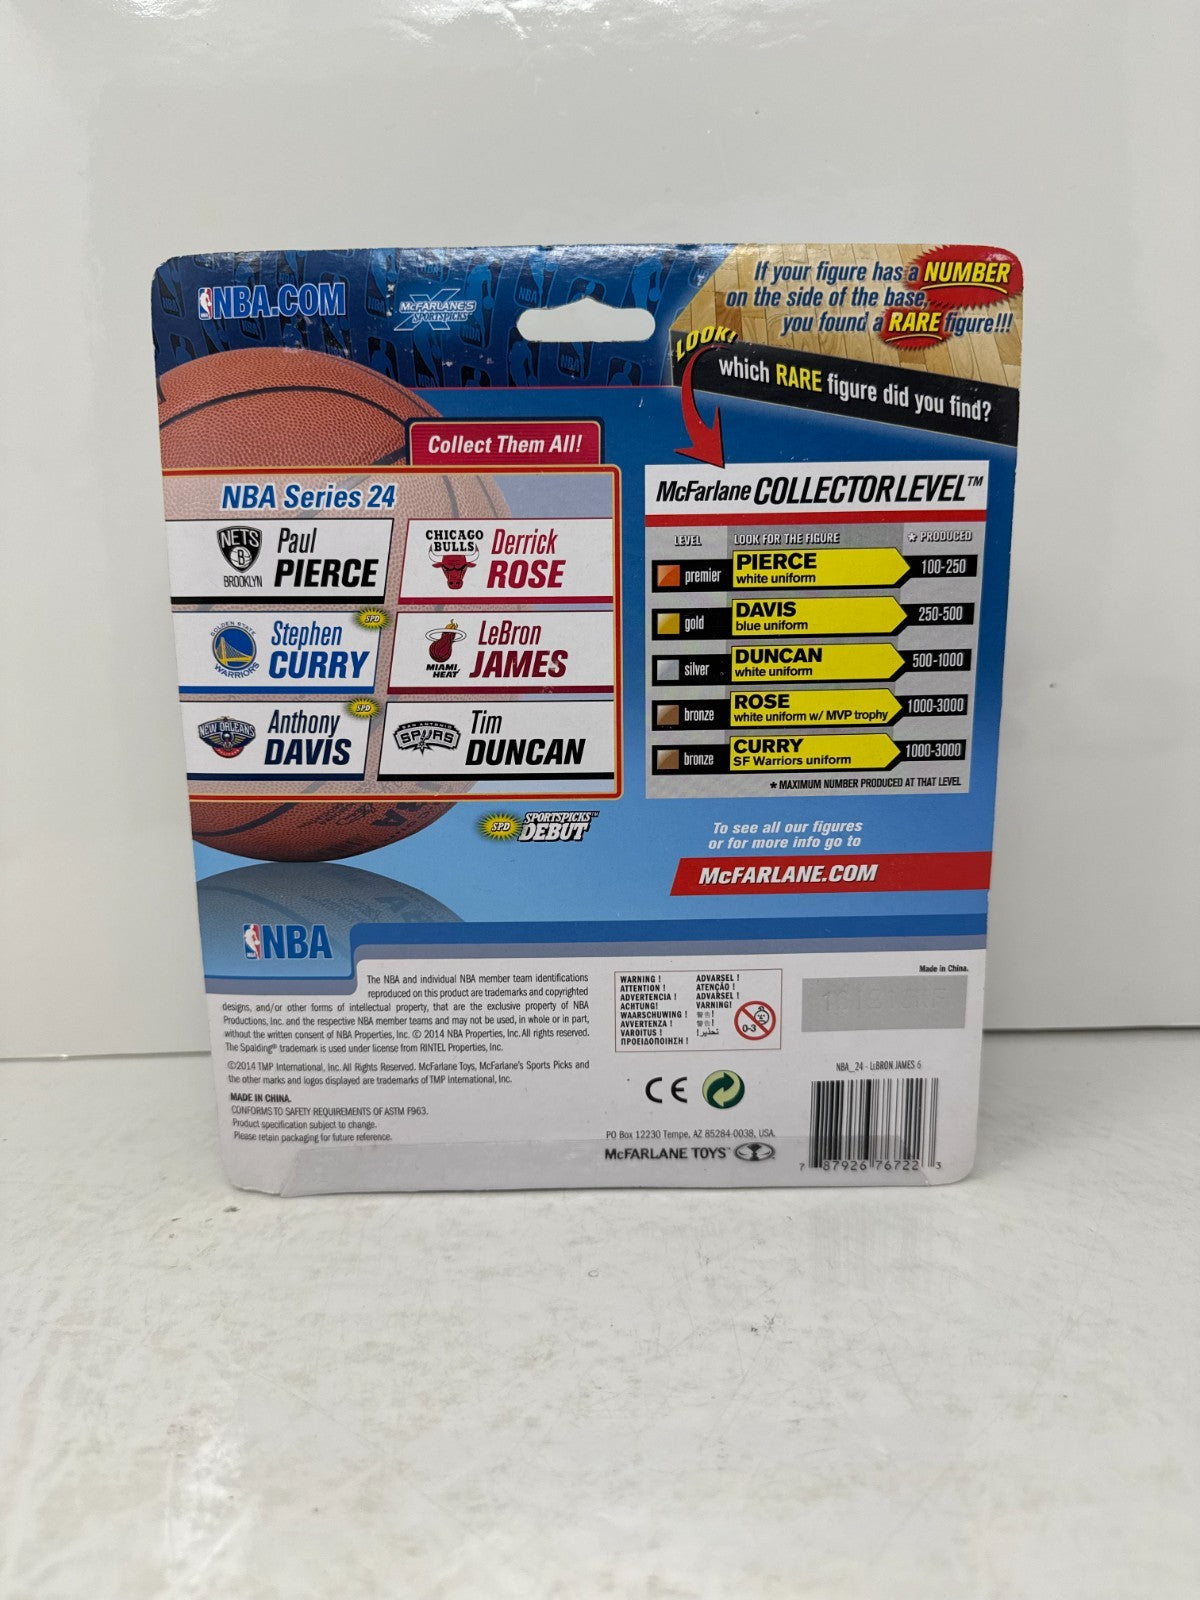 NBA.COM
McFARLANE'S
SPORTSPICKS
If your figure has a NUMBER
on the side of the base,
you found a RARE figure!!!
LOOK!
which RARE figure did you find?
Collect Them All!
NBA Series 24
NETS
B
BROOKLYN
Paul
PIERCE
CHICAGO
BULLS
Derrick
ROSE
GOLDEN STATE
WARRIORS
Stephen
CURRY
SPD
MIAMI
HEAT
LeBron
JAMES
NEW ORLEANS
Anthony
DAVIS
SPD
SAN ANTONIO
SPURS
Tim
DUNCAN
SPD
SPORTSPICKS™
DEBUT
McFarlane COLLECTOR LEVEL™
LEVEL LOOK FOR THE FIGURE * PRODUCED
premier PIERCE 100-250
white uniform
gold DAVIS 250-500
blue uniform
silver DUNCAN 500-1000
white uniform
bronze ROSE 1000-3000
white uniform w/ MVP trophy
bronze CURRY 1000-3000
SF Warriors uniform
* MAXIMUM NUMBER PRODUCED AT THAT LEVEL
To see all our figures
or for more info go to
McFARLANE.COM
NBA
The NBA and individual NBA member team identifications
reproduced on this product are trademarks and copyrighted
designs, and/or other forms of intellectual property, that are the exclusive property of NBA
Productions, Inc. and the respective NBA member teams and may not be used, in whole or in part,
without the written consent of NBA Properties, Inc. © 2014 NBA Properties, Inc. All rights reserved.
The Spalding® trademark is used under license from RINTEL Properties, Inc.
©2014 TMP International, Inc. All Rights Reserved. McFarlane Toys, McFarlane's Sports Picks and
the other marks and logos displayed are trademarks of TMP International, Inc.
MADE IN CHINA.
CONFORMS TO SAFETY REQUIREMENTS OF ASTM F963.
Product specification subject to change.
Please retain packaging for future reference.
WARNING !
ATTENTION !
ADVERTENCIA !
ACHTUNG!
WAARSCHUWING !
AVVERTENZA !
VAROITUS !
ΠΡΟΕΙΔΟΠΟΙΗΣΗ !
ADVARSEL !
ATENÇÃO !
ADVARSEL !
VARNING!
警告!
警告!
تحذير!
0-3
Made in China.
CE
NBA_24 - LeBRON JAMES 6
7 87926 76722 3
PO Box 12230 Tempe, AZ 85284-0038, USA.
McFARLANE TOYS™